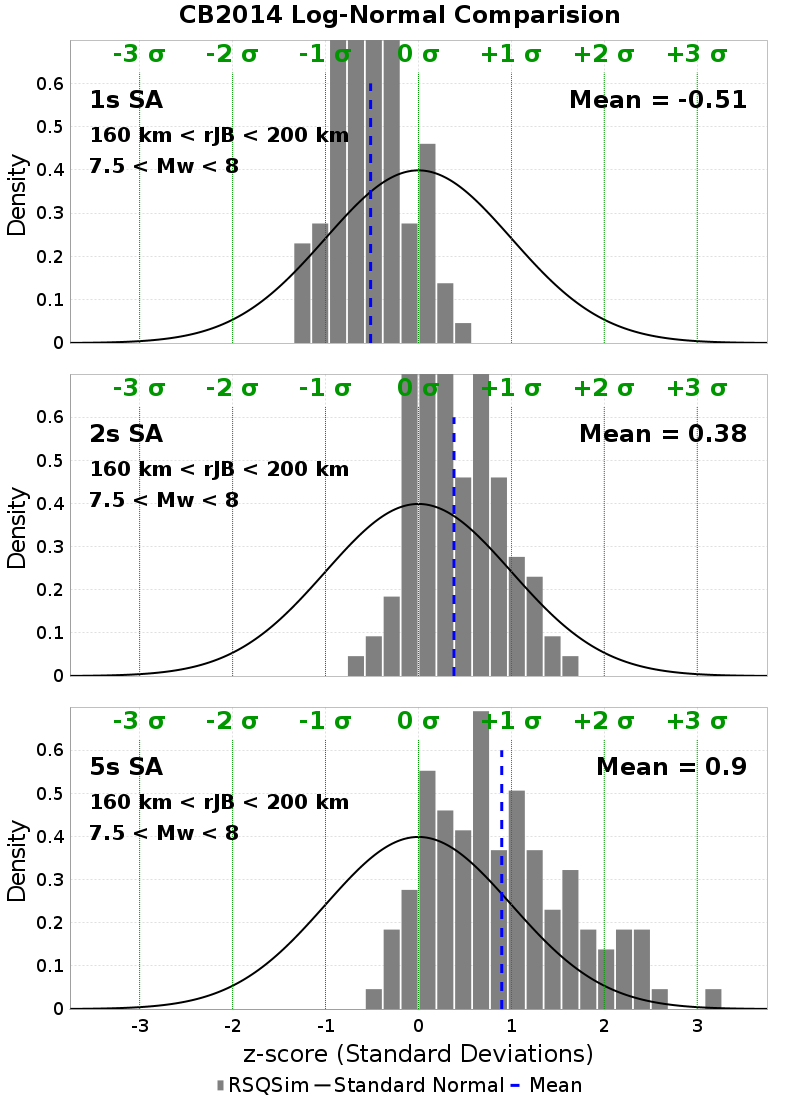 CB2014 Log-Normal Comparision
-3 σ -2 σ -1 σ 0 σ +1 σ +2 σ +3 σ
1s SA
Mean = -0.51
160 km < rJB < 200 km
7.5 < Mw < 8
Density
0.6
0.5
0.4
0.3
0.2
0.1
0
-3 σ -2 σ -1 σ 0 σ +1 σ +2 σ +3 σ
2s SA
Mean = 0.38
160 km < rJB < 200 km
7.5 < Mw < 8
Density
0.6
0.5
0.4
0.3
0.2
0.1
0
-3 σ -2 σ -1 σ 0 σ +1 σ +2 σ +3 σ
5s SA
Mean = 0.9
160 km < rJB < 200 km
7.5 < Mw < 8
Density
0.6
0.5
0.4
0.3
0.2
0.1
0
-3 -2 -1 0 1 2 3
z-score (Standard Deviations)
RSQSim Standard Normal Mean